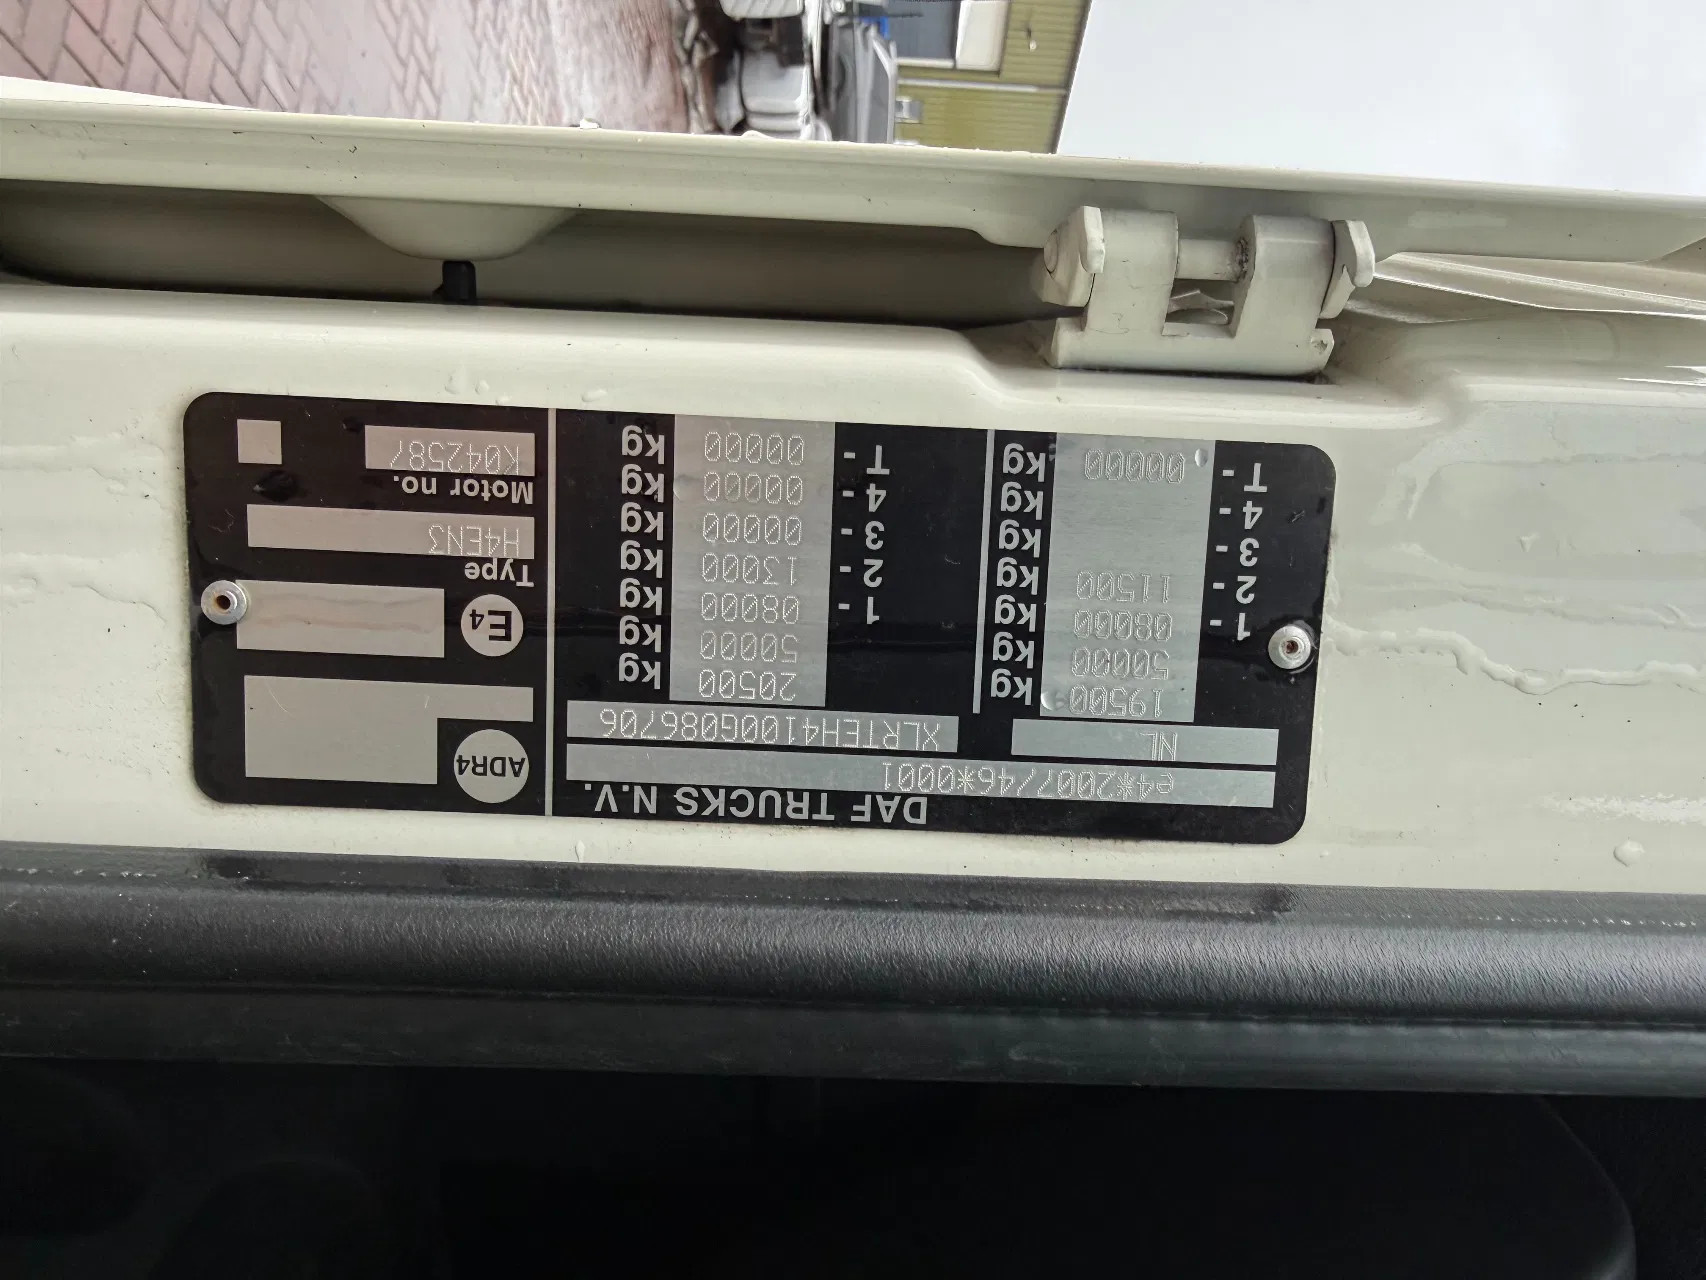 DAF TRUCKS N.V.
e4*2007/46*0001
NL XLRTEH4100G086706
19500 kg 20500 kg
50000 kg 50000 kg
1 - 08000 kg 1 - 08000 kg
2 - 11500 kg 2 - 13000 kg
3 - kg 3 - 00000 kg
4 - kg 4 - 00000 kg
T - 00000 kg T - 00000 kg
ADR4
E4
Type
H4EN3
Motor no.
K042587